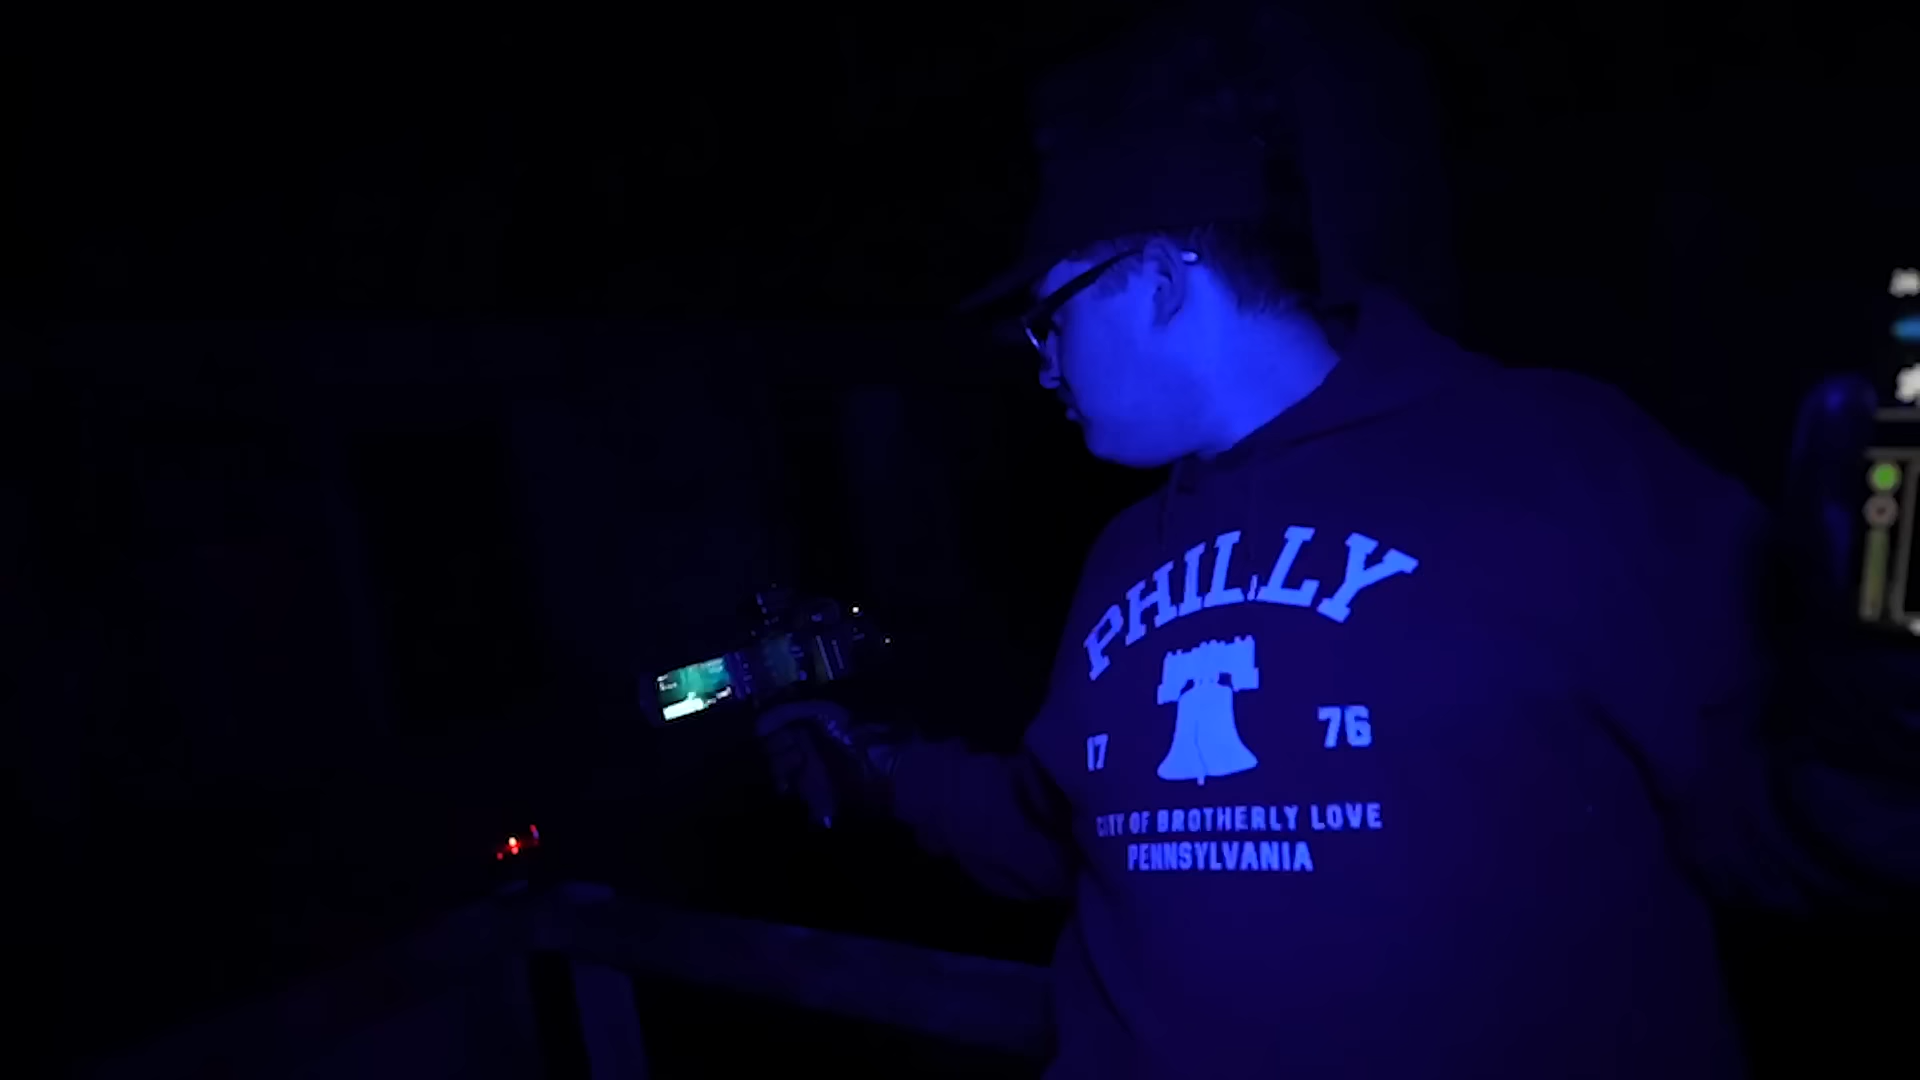 PHILLY
17 76
CITY OF BROTHERLY LOVE
PENNSYLVANIA